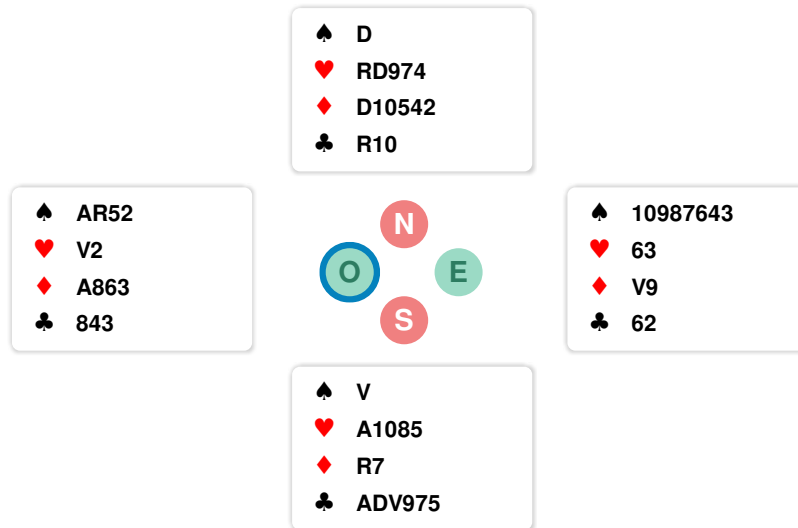 ♠ D
♥ RD974
♦ D10542
♣ R10
♠ AR52
♥ V2
♦ A863
♣ 843
N
O E
S
♠ 10987643
♥ 63
♦ V9
♣ 62
♠ V
♥ A1085
♦ R7
♣ ADV975